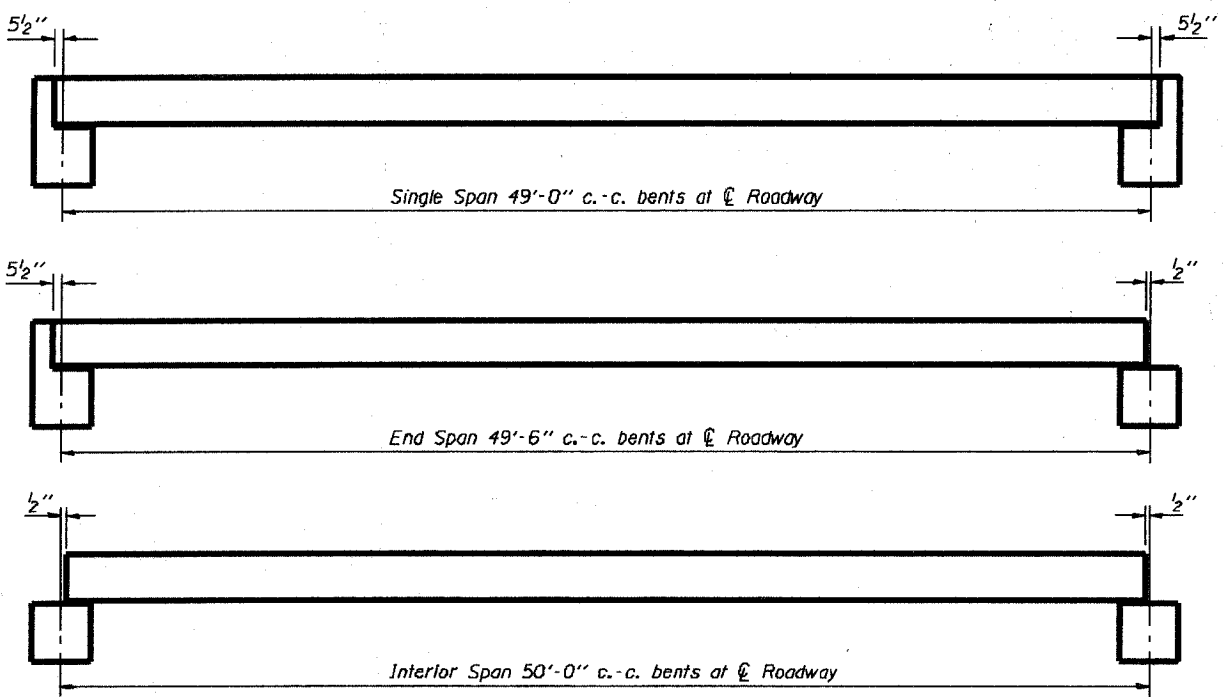 5½" 5½"
Single Span 49'-0" c.-c. bents at ℄ Roadway
5½" ½"
End Span 49'-6" c.-c. bents at ℄ Roadway
½" ½"
Interior Span 50'-0" c.-c. bents at ℄ Roadway